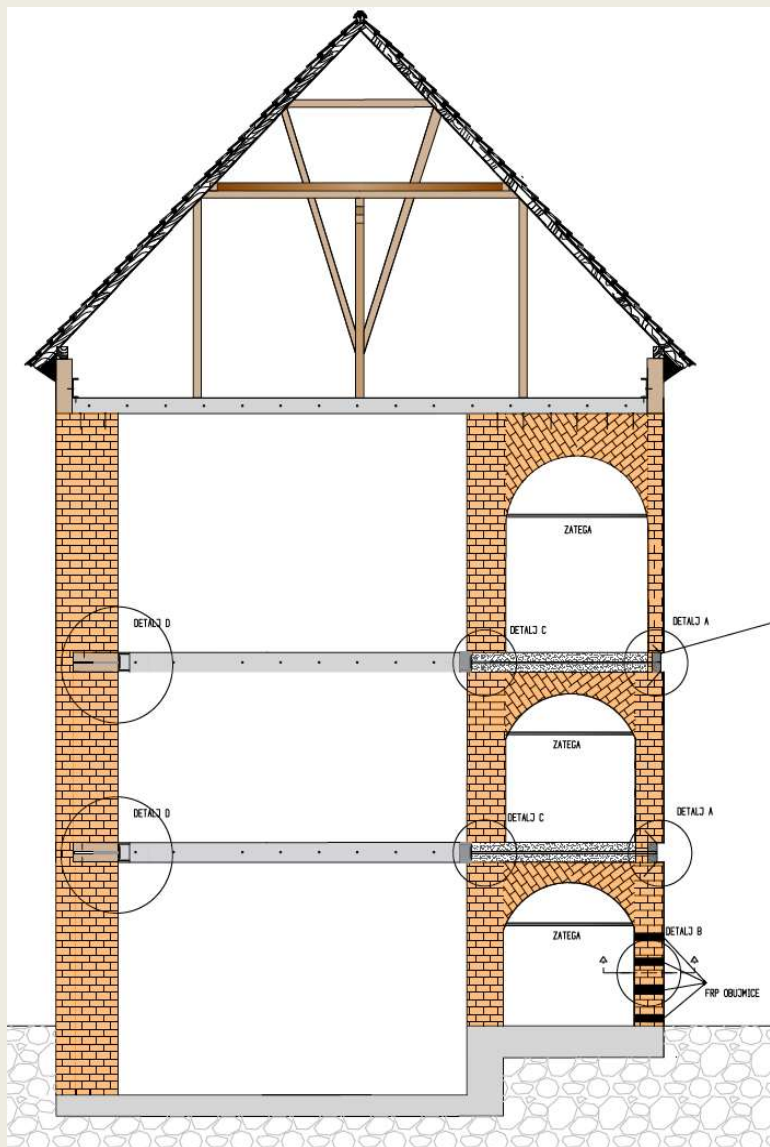 ZATEGA
DETALJ D
DETALJ C
DETALJ A
ZATEGA
DETALJ D
DETALJ C
DETALJ A
ZATEGA
DETALJ B
FRP OBUJMICE